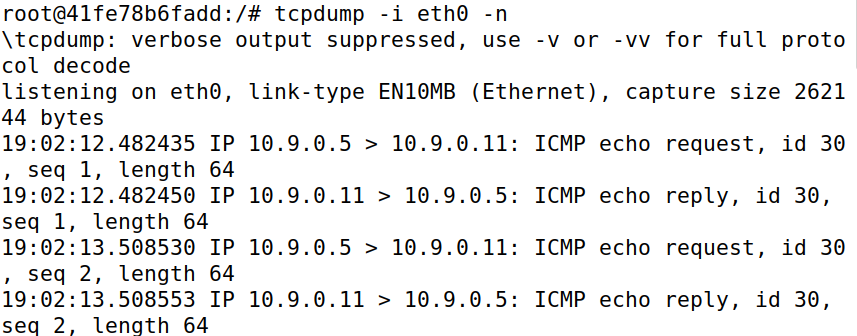 root@41fe78b6fadd:/# tcpdump -i eth0 -n
\tcpdump: verbose output suppressed, use -v or -vv for full proto
col decode
listening on eth0, link-type EN10MB (Ethernet), capture size 2621
44 bytes
19:02:12.482435 IP 10.9.0.5 > 10.9.0.11: ICMP echo request, id 30
, seq 1, length 64
19:02:12.482450 IP 10.9.0.11 > 10.9.0.5: ICMP echo reply, id 30,
seq 1, length 64
19:02:13.508530 IP 10.9.0.5 > 10.9.0.11: ICMP echo request, id 30
, seq 2, length 64
19:02:13.508553 IP 10.9.0.11 > 10.9.0.5: ICMP echo reply, id 30,
seq 2, length 64